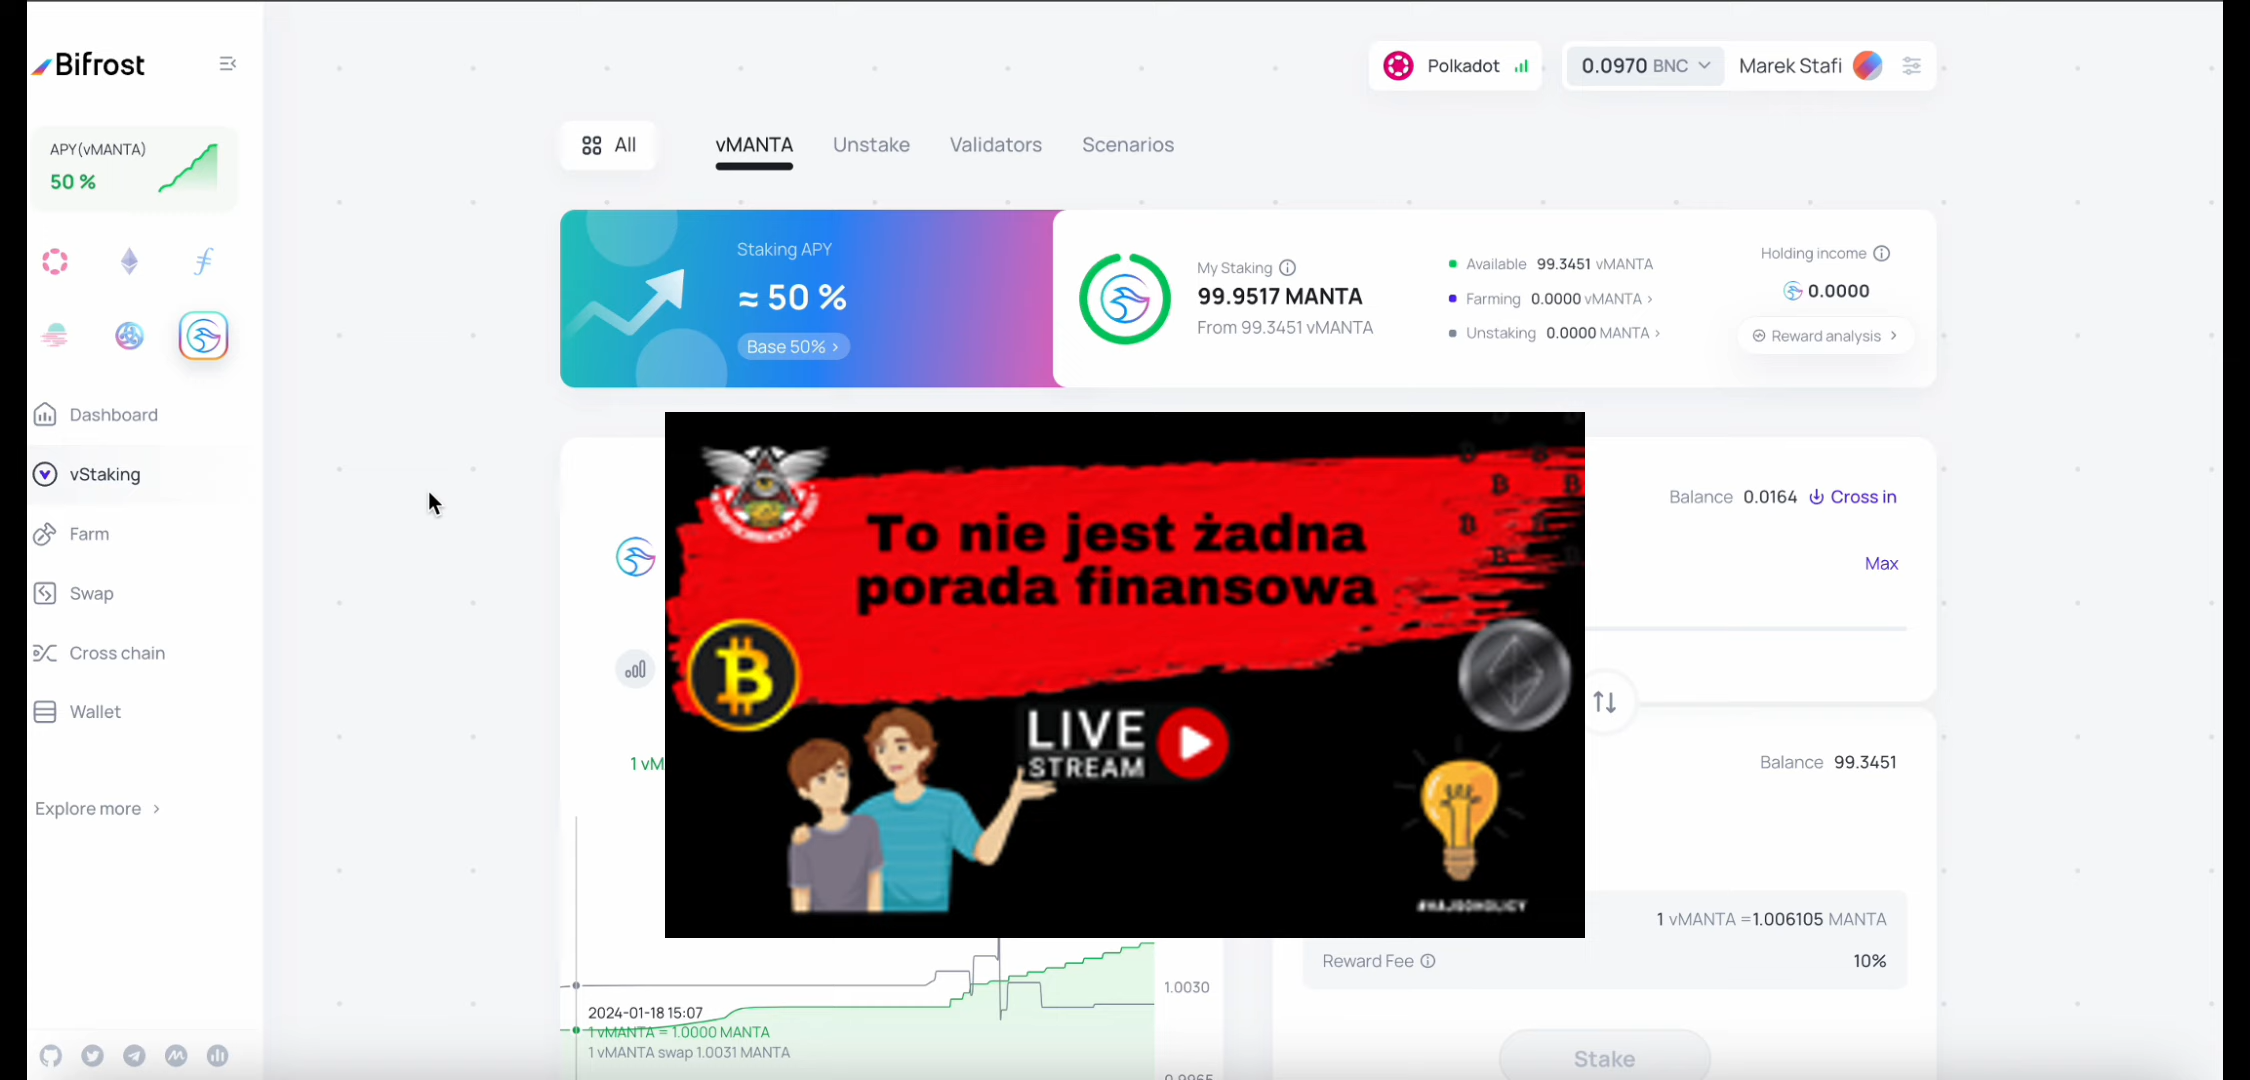 Bifrost
Polkadot
0.0970 BNC
Marek Stafi
APY(vMANTA)
50 %
All
vMANTA
Unstake
Validators
Scenarios
Staking APY
≈ 50 %
Base 50% >
My Staking
99.9517 MANTA
From 99.3451 vMANTA
Available 99.3451 vMANTA
Farming 0.0000 vMANTA >
Unstaking 0.0000 MANTA >
Holding income
0.0000
Reward analysis >
Dashboard
vStaking
Farm
Swap
Cross chain
Wallet
Explore more >
To nie jest żadna
porada finansowa
LIVE
STREAM
Balance 0.0164 Cross in
Max
1 vM
Balance 99.3451
1 vMANTA =1.006105 MANTA
Reward Fee 10%
1.0030
2024-01-18 15:07
1 vMANTA = 1.0000 MANTA
1 vMANTA swap 1.0031 MANTA
Stake